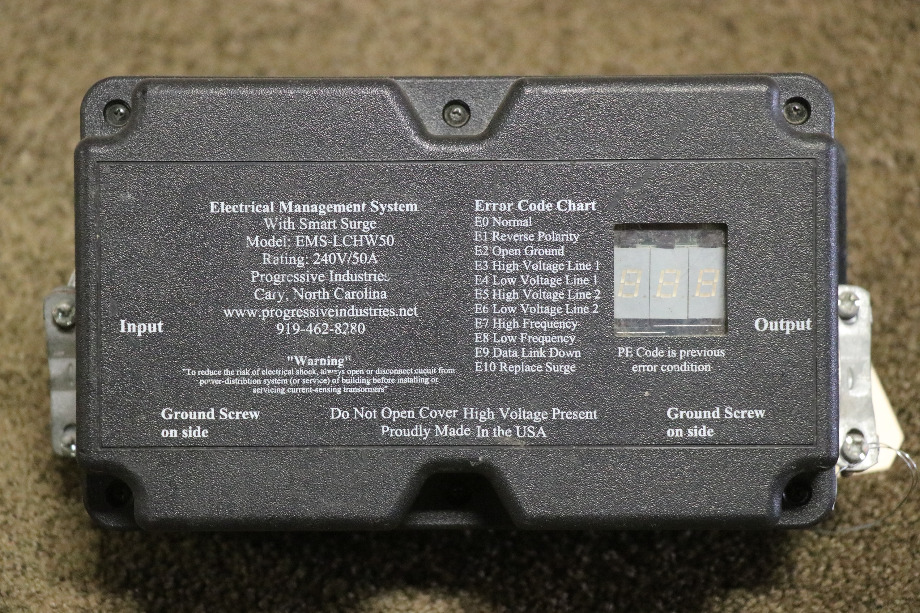 Electrical Management System
With Smart Surge
Model: EMS-LCHW50
Rating: 240V/50A
Progressive Industries
Cary, North Carolina
www.progressiveindustries.net
919-462-8280
Input
"Warning"
"To reduce the risk of electrical shock, always open or disconnect circuit from
power-distribtion system (or service) of building before installing or
servicing current-sensing transormers"
Error Code Chart
E0 Normal
E1 Reverse Polarity
E2 Open Ground
E3 High Voltage Line 1
E4 Low Voltage Line 1
E5 High Voltage Line 2
E6 Low Voltage Line 2
E7 High Frequency
E8 Low Frequency
E9 Data Link Down
E10 Replace Surge
Output
PE Code is previous
error condition
Ground Screw
on side
Do Not Open Cover High Voltage Present
Proudly Made In the USA
Ground Screw
on side